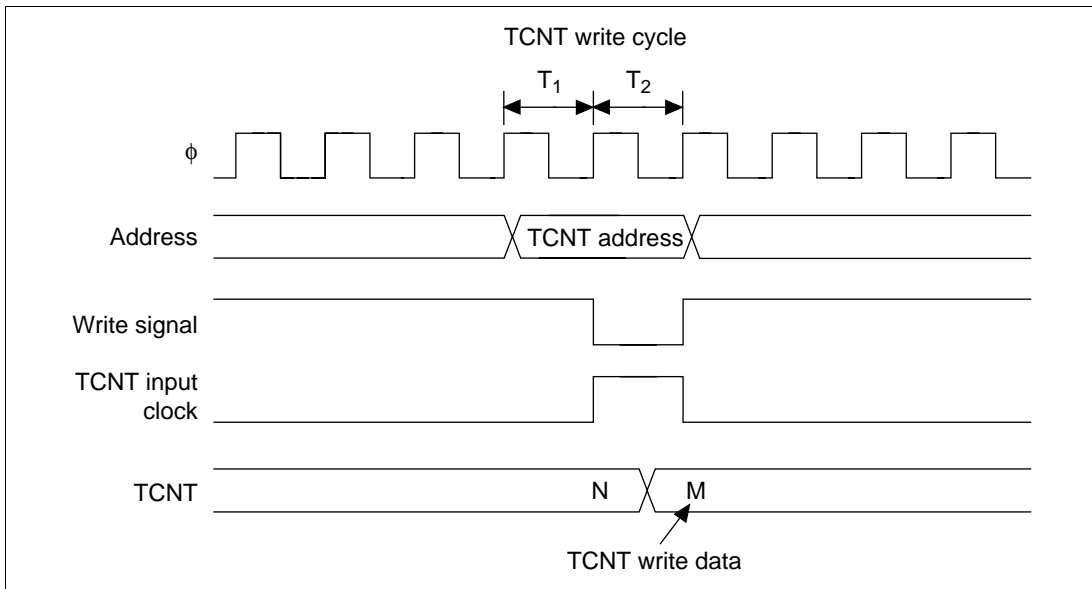 TCNT write cycle
T1 T2
ϕ
Address
TCNT address
Write signal
TCNT input
clock
TCNT
N
M
TCNT write data